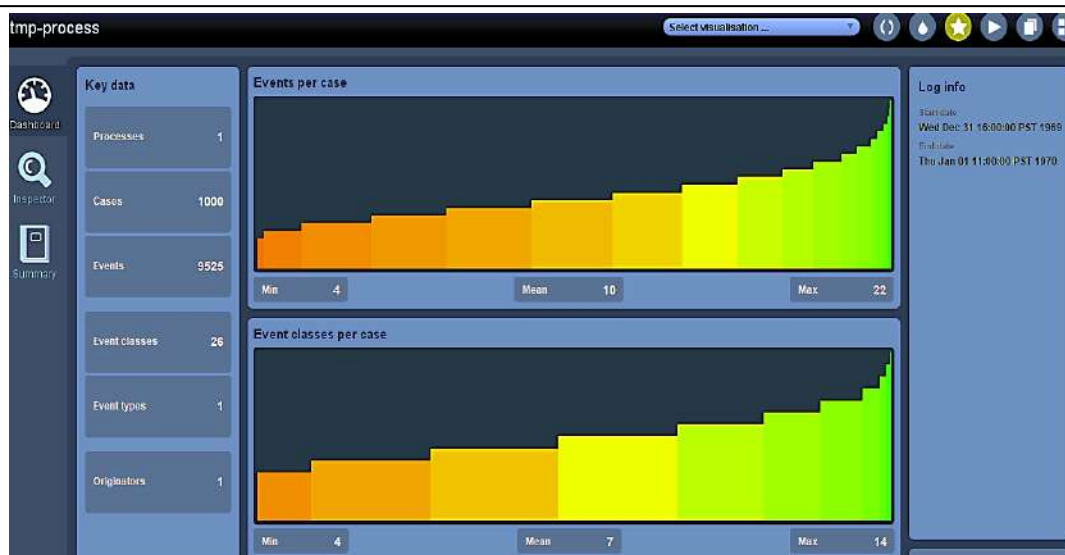 tmp-process
Select visualisation ...
Dashboard
Inspector
Summary
Key data
Processes 1
Cases 1000
Events 9525
Event classes 26
Event types 1
Originators 1
Events per case
Min 4 Mean 10 Max 22
Event classes per case
Min 4 Mean 7 Max 14
Log info
Start date
Wed Dec 31 16:00:00 PST 1969
End date
Thu Jan 01 11:00:00 PST 1970